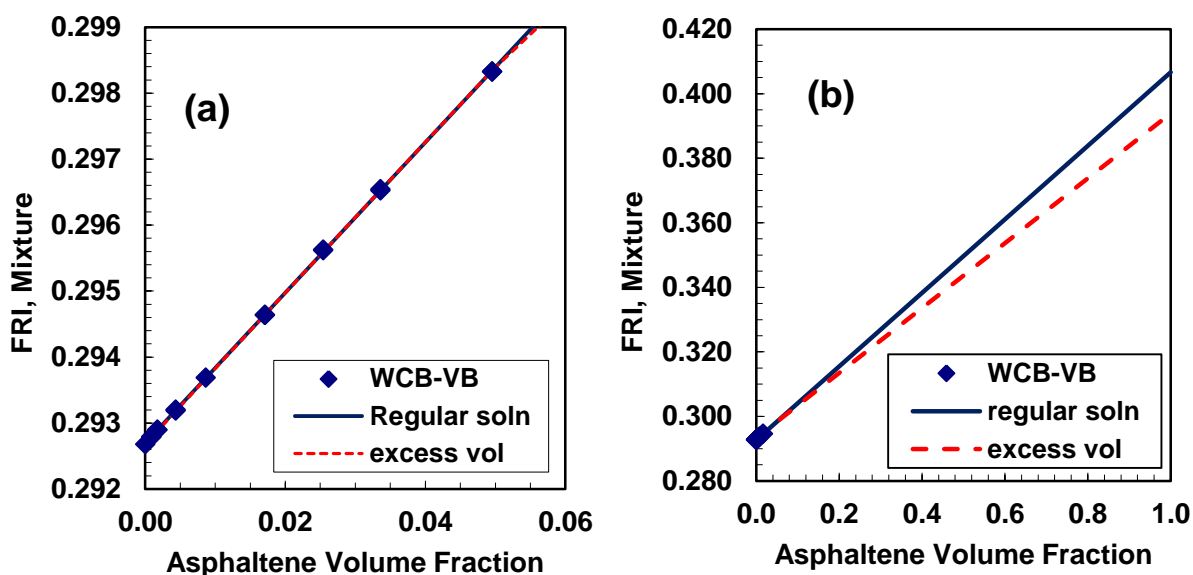 0.299
0.298
0.297
0.296
0.295
0.294
0.293
0.292
FRI, Mixture
(a)
WCB-VB
Regular soln
excess vol
0.00 0.02 0.04 0.06
Asphaltene Volume Fraction
0.420
0.400
0.380
0.360
0.340
0.320
0.300
0.280
FRI, Mixture
(b)
WCB-VB
regular soln
excess vol
0.0 0.2 0.4 0.6 0.8 1.0
Asphaltene Volume Fraction